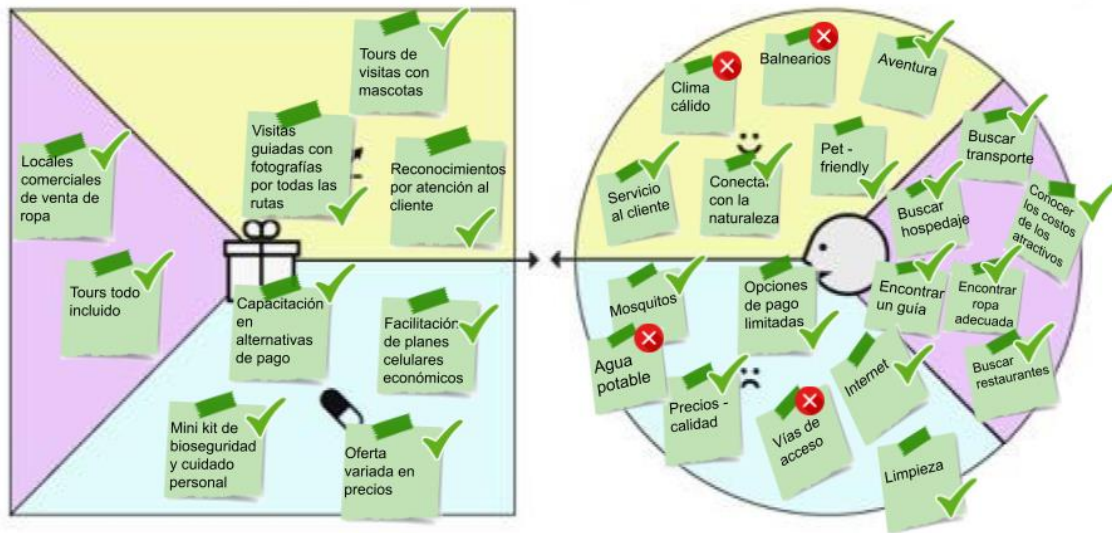 Tours de
visitas con
mascotas
Visitas
guiadas con
fotografías
por todas las
rutas
Reconocimientos
por atención al
cliente
Locales
comerciales
de venta de
ropa
Tours todo
incluido
Capacitación
en
alternativas
de pago
Facilitación
de planes
celulares
económicos
Mini kit de
bioseguridad
y cuidado
personal
Oferta
variada en
precios
Clima
cálido
Balnearios
Aventura
Servicio
al cliente
Conectar
con la
naturaleza
Pet -
friendly
Buscar
transporte
Buscar
hospedaje
Conocer
los costos
de los
atractivos
Encontrar
un guía
Encontrar
ropa
adecuada
Buscar
restaurantes
Mosquitos
Opciones
de pago
limitadas
Agua
potable
Precios -
calidad
Vías de
acceso
Internet
Limpieza